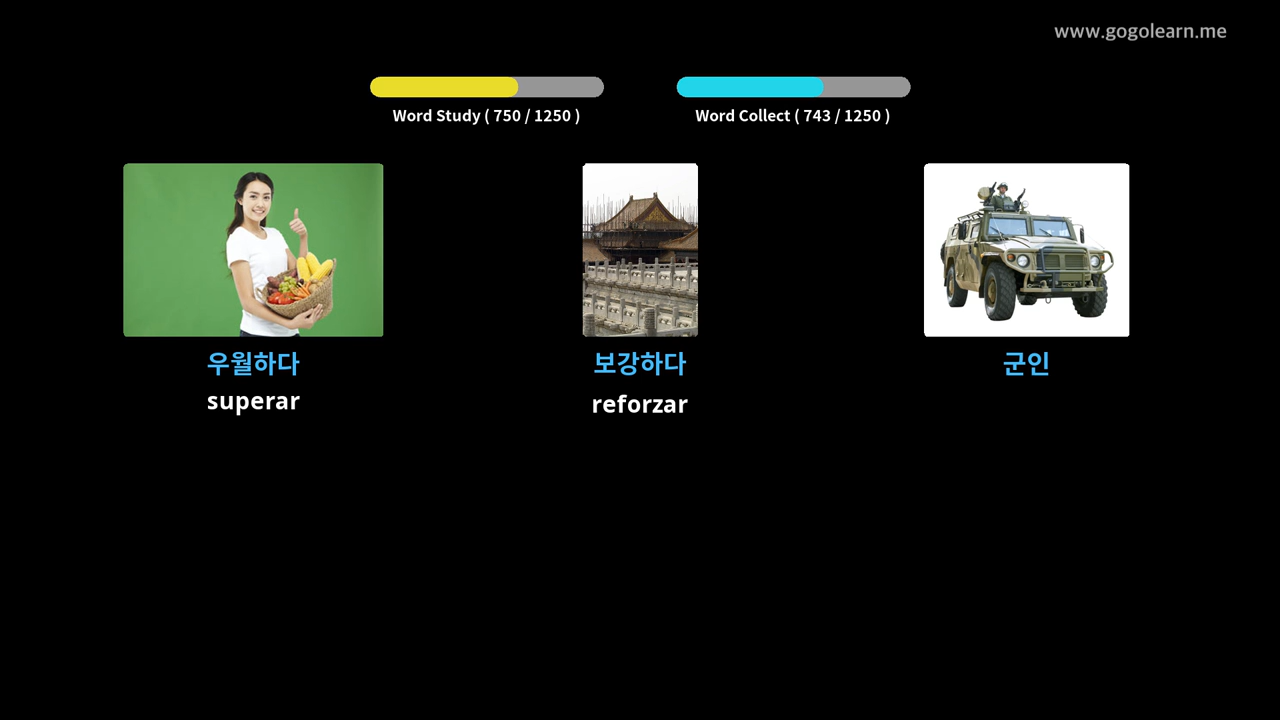 www.gogolearn.me
Word Study ( 750 / 1250 )
Word Collect ( 743 / 1250 )
우월하다
superar
보강하다
reforzar
군인